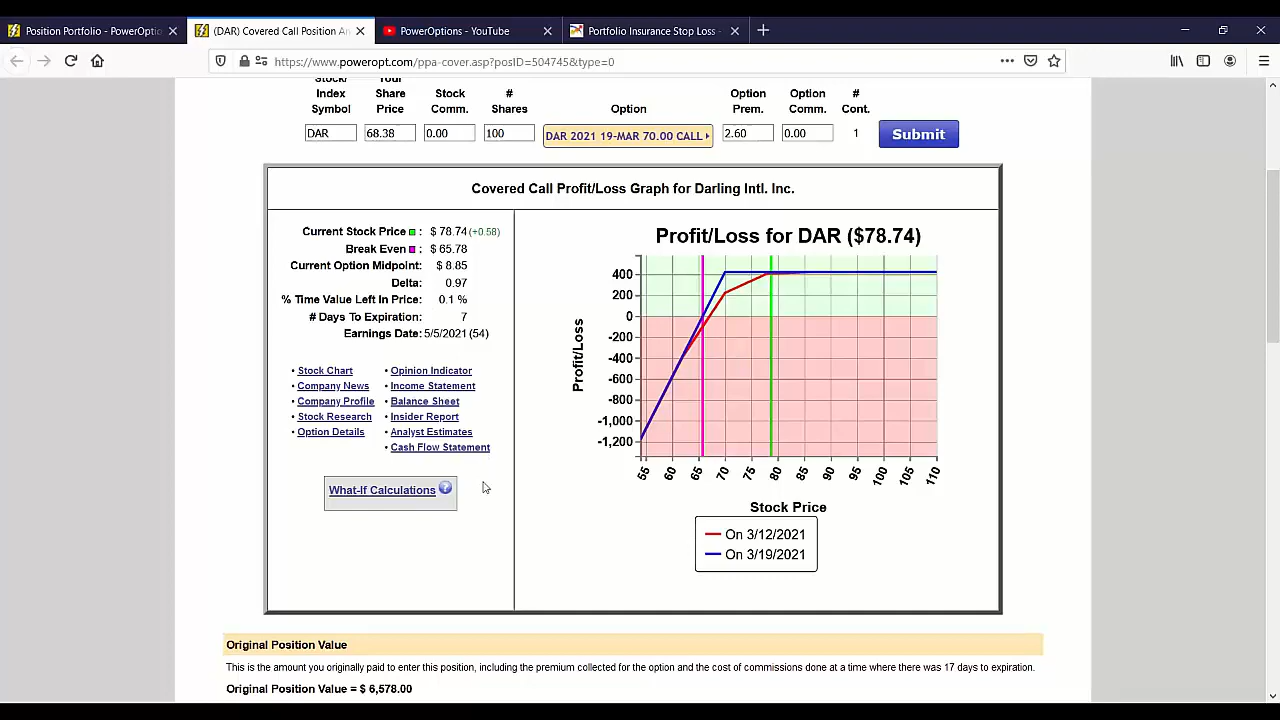 Position Portfolio - PowerOptio
(DAR) Covered Call Position An
PowerOptions - YouTube
Portfolio Insurance Stop Loss -
https://www.poweropt.com/ppa-cover.asp?posID=504745&type=0
Stock/ Index Symbol
Your Share Price
Stock Comm.
# Shares
Option
Option Prem.
Option Comm.
# Cont.
DAR
68.38
0.00
100
DAR 2021 19-MAR 70.00 CALL
2.60
0.00
1
Submit
Covered Call Profit/Loss Graph for Darling Intl. Inc.
Current Stock Price : $ 78.74 (+0.58)
Break Even : $ 65.78
Current Option Midpoint: $ 8.85
Delta: 0.97
% Time Value Left In Price: 0.1 %
# Days To Expiration: 7
Earnings Date: 5/5/2021 (54)
• Stock Chart
• Company News
• Company Profile
• Stock Research
• Option Details
• Opinion Indicator
• Income Statement
• Balance Sheet
• Insider Report
• Analyst Estimates
• Cash Flow Statement
What-If Calculations ?
Profit/Loss for DAR ($78.74)
Profit/Loss
400
200
0
-200
-400
-600
-800
-1,000
-1,200
55 60 65 70 75 80 85 90 95 100 105 110
Stock Price
On 3/12/2021
On 3/19/2021
Original Position Value
This is the amount you originally paid to enter this position, including the premium collected for the option and the cost of commissions done at a time where there was 17 days to expiration.
Original Position Value = $ 6,578.00